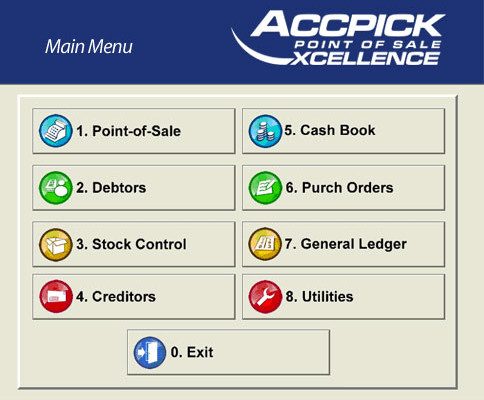 Main Menu
ACCPICK
POINT OF SALE
XCELLENCE
1. Point-of-Sale
2. Debtors
3. Stock Control
4. Creditors
5. Cash Book
6. Purch Orders
7. General Ledger
8. Utilities
0. Exit